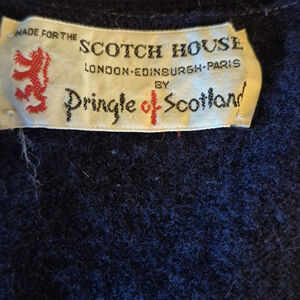 MADE FOR THE SCOTCH HOUSE
LONDON-EDINBURGH-PARIS
BY
Pringle of Scotland